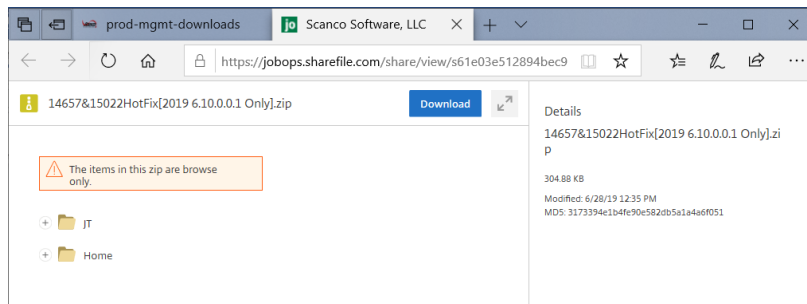 prod-mgmt-downloads
jo Scanco Software, LLC
https://jobops.sharefile.com/share/view/s61e03e512894bec9
14657&15022HotFix[2019 6.10.0.0.1 Only].zip
Download
The items in this zip are browse
only.
JT
Home
Details
14657&15022HotFix[2019 6.10.0.0.1 Only].zi
p
304.88 KB
Modified: 6/28/19 12:35 PM
MD5: 3173394e1b4fe90e582db5a1a4a6f051